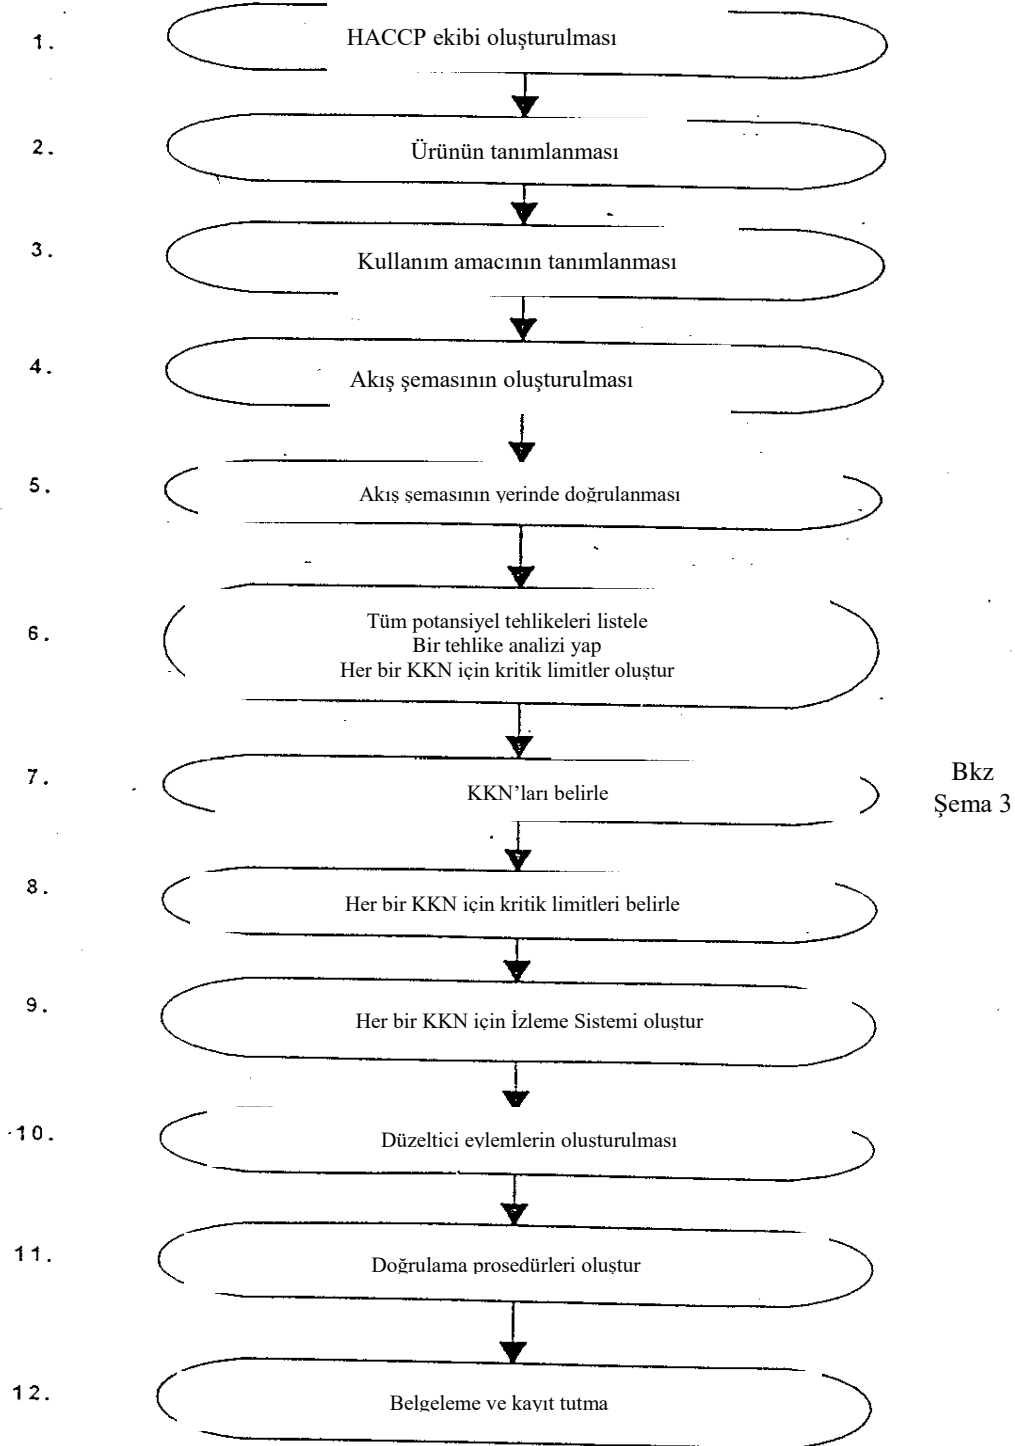 1. HACCP ekibi oluşturulması
2. Ürünün tanımlanması
3. Kullanım amacının tanımlanması
4. Akış şemasının oluşturulması
5. Akış şemasının yerinde doğrulanması
6. Tüm potansiyel tehlikeleri listele
Bir tehlike analizi yap
Her bir KKN için kritik limitler oluştur
7. KKN'ları belirle
Bkz
Şema 3
8. Her bir KKN için kritik limitleri belirle
9. Her bir KKN için İzleme Sistemi oluştur
10. Düzeltici eylemlerin oluşturulması
11. Doğrulama prosedürleri oluştur
12. Belgeleme ve kayıt tutma